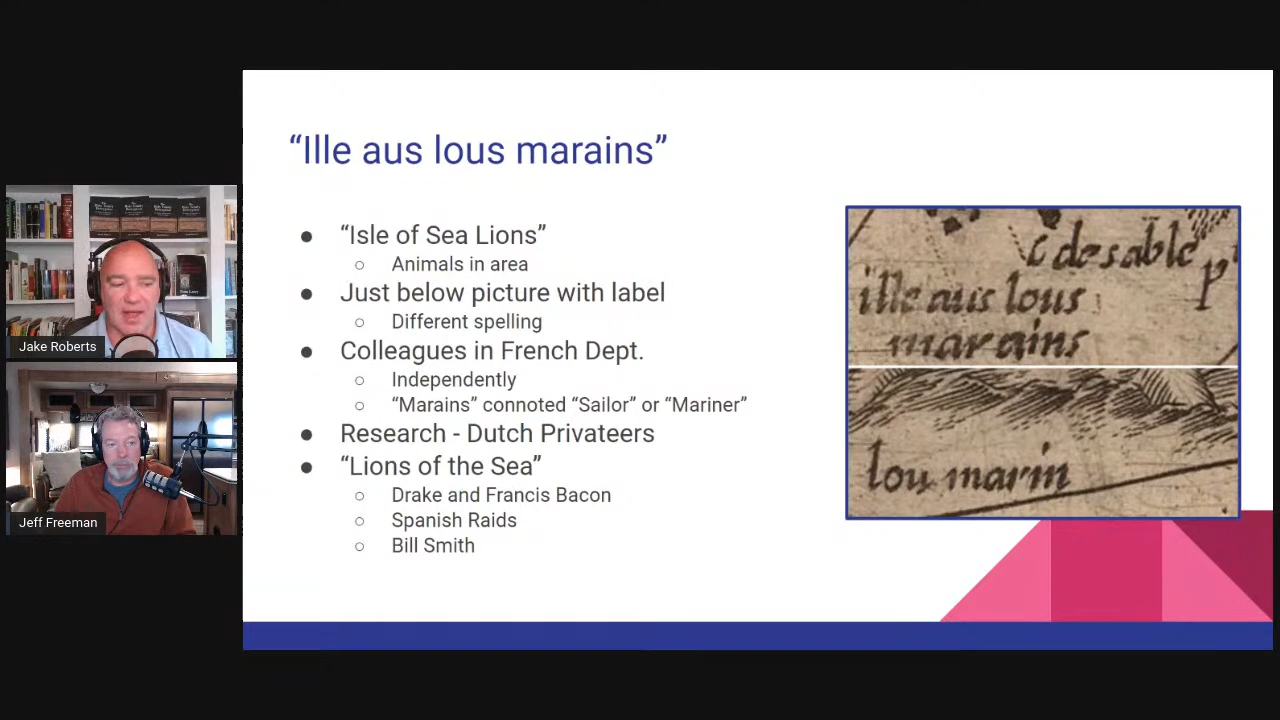 “Ille aus lous marains”
● “Isle of Sea Lions”
○ Animals in area
● Just below picture with label
○ Different spelling
● Colleagues in French Dept.
○ Independently
○ “Marains” connoted “Sailor” or “Mariner”
● Research - Dutch Privateers
● “Lions of the Sea”
○ Drake and Francis Bacon
○ Spanish Raids
○ Bill Smith
c de sable
p
ille aus lous
marains
lou marin
Jake Roberts
Jeff Freeman